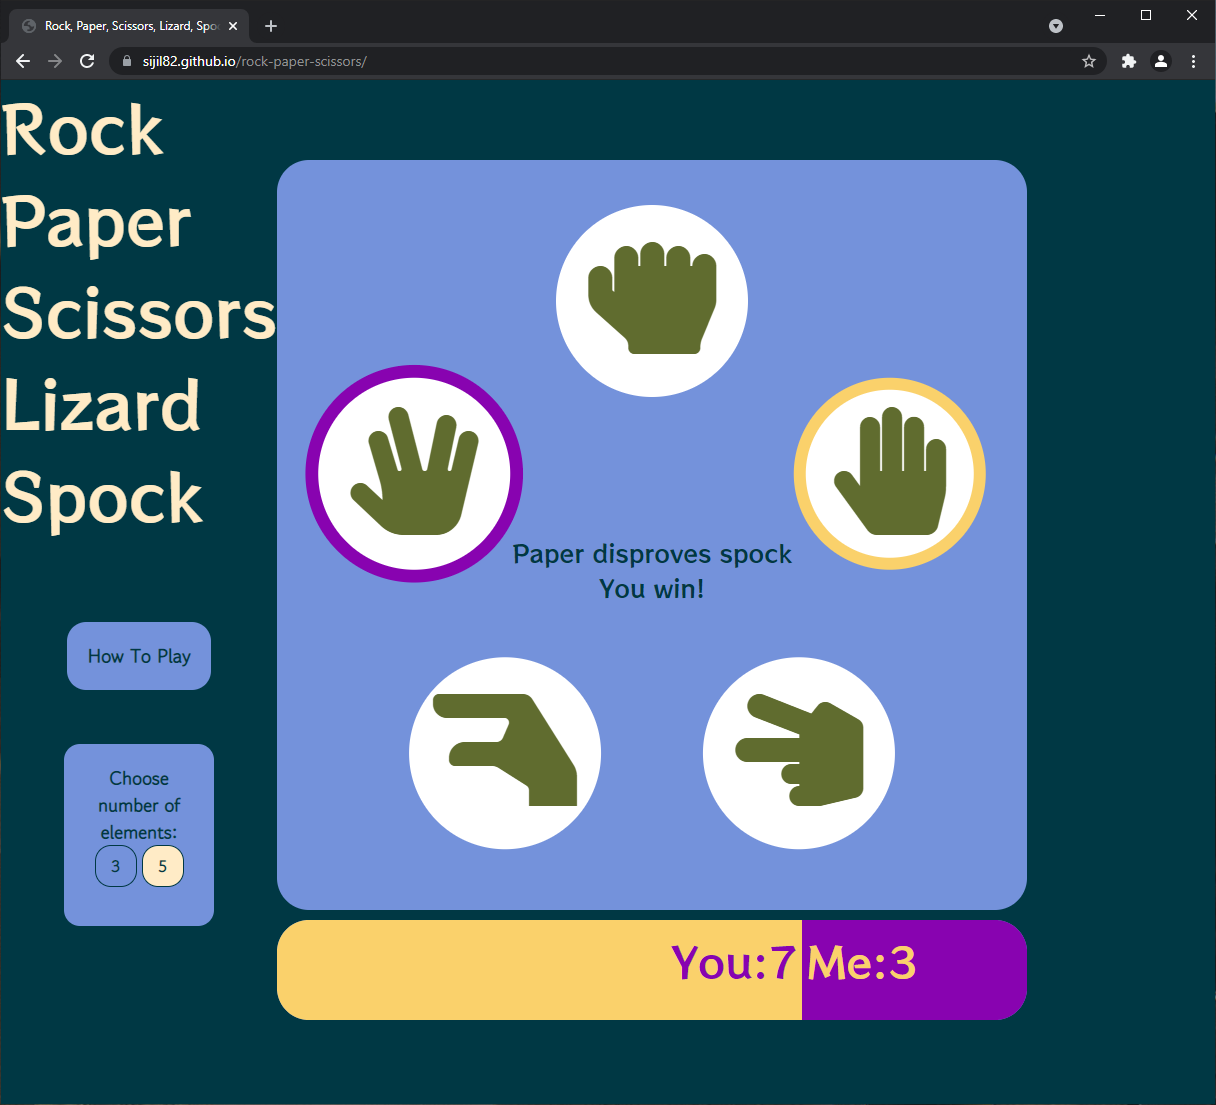 Rock, Paper, Scissors, Lizard, Spo
sijil82.github.io/rock-paper-scissors/
Rock
Paper
Scissors
Lizard
Spock
Paper disproves spock
You win!
How To Play
Choose
number of
elements:
3 5
You:7 Me:3